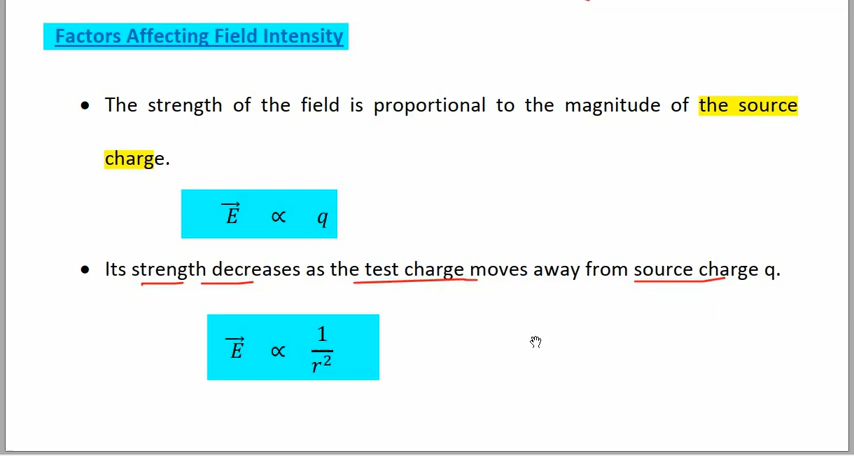 Factors Affecting Field Intensity
• The strength of the field is proportional to the magnitude of the source
charge.
E⃗ ∝ q
• Its strength decreases as the test charge moves away from source charge q.
E⃗ ∝ 1/r²